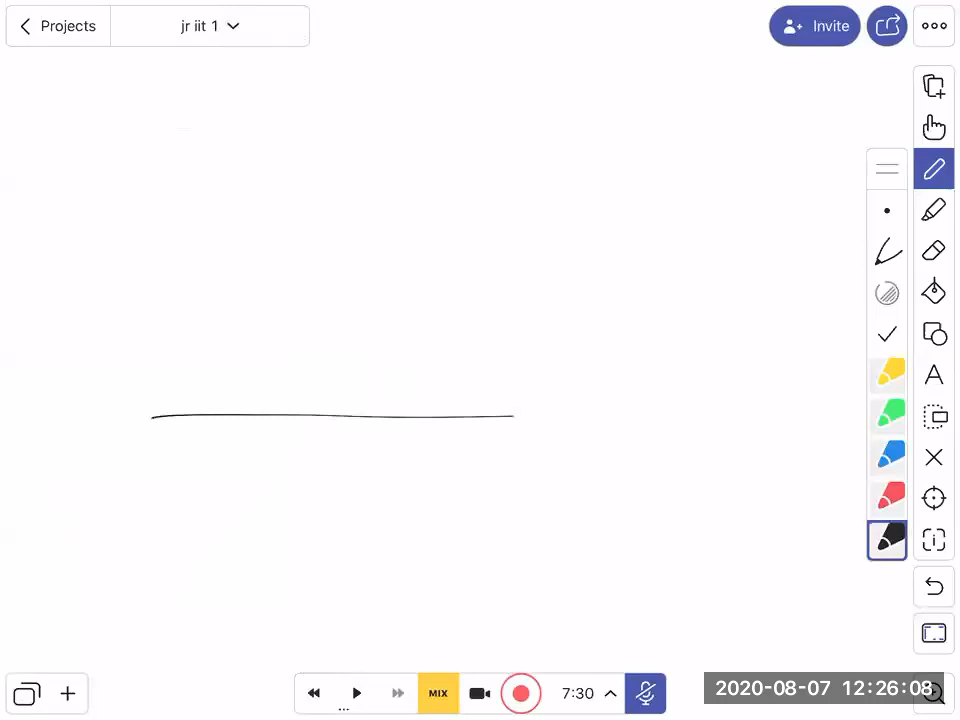 Projects
jr iit 1
Invite
A
MIX
7:30
2020-08-07 12:26:08